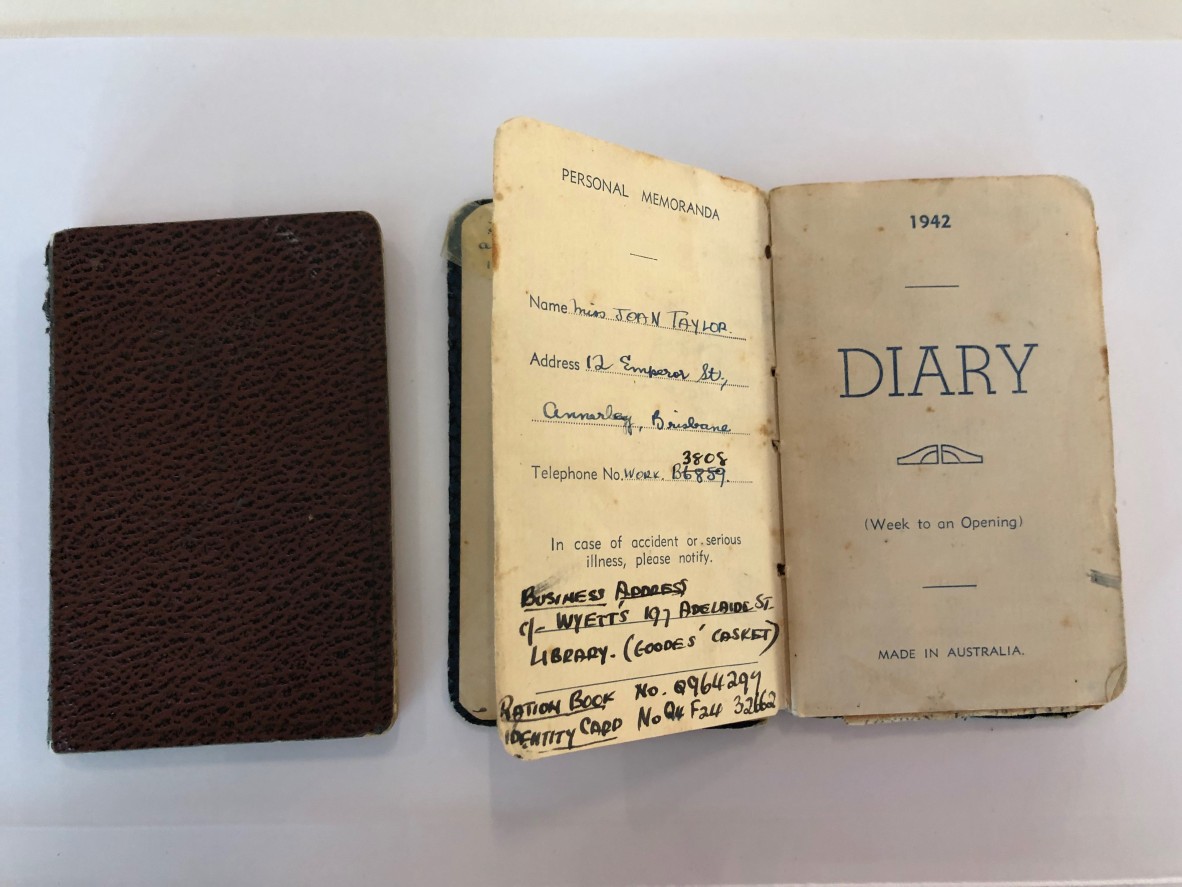 PERSONAL MEMORANDA
Name Miss JOAN TAYLOR.
Address 12 Emperor St;
Annerley, Brisbane
3808
Telephone No. WORK. B6859.
In case of accident or serious
illness, please notify.
BUSINESS ADDRESS
C/- WYETT'S 197 ADELAIDE ST
LIBRARY. (GOODES' CASKET)
RATION BOOK No. Q964299
IDENTITY CARD No F24 32662
1942
DIARY
(Week to an Opening)
MADE IN AUSTRALIA.